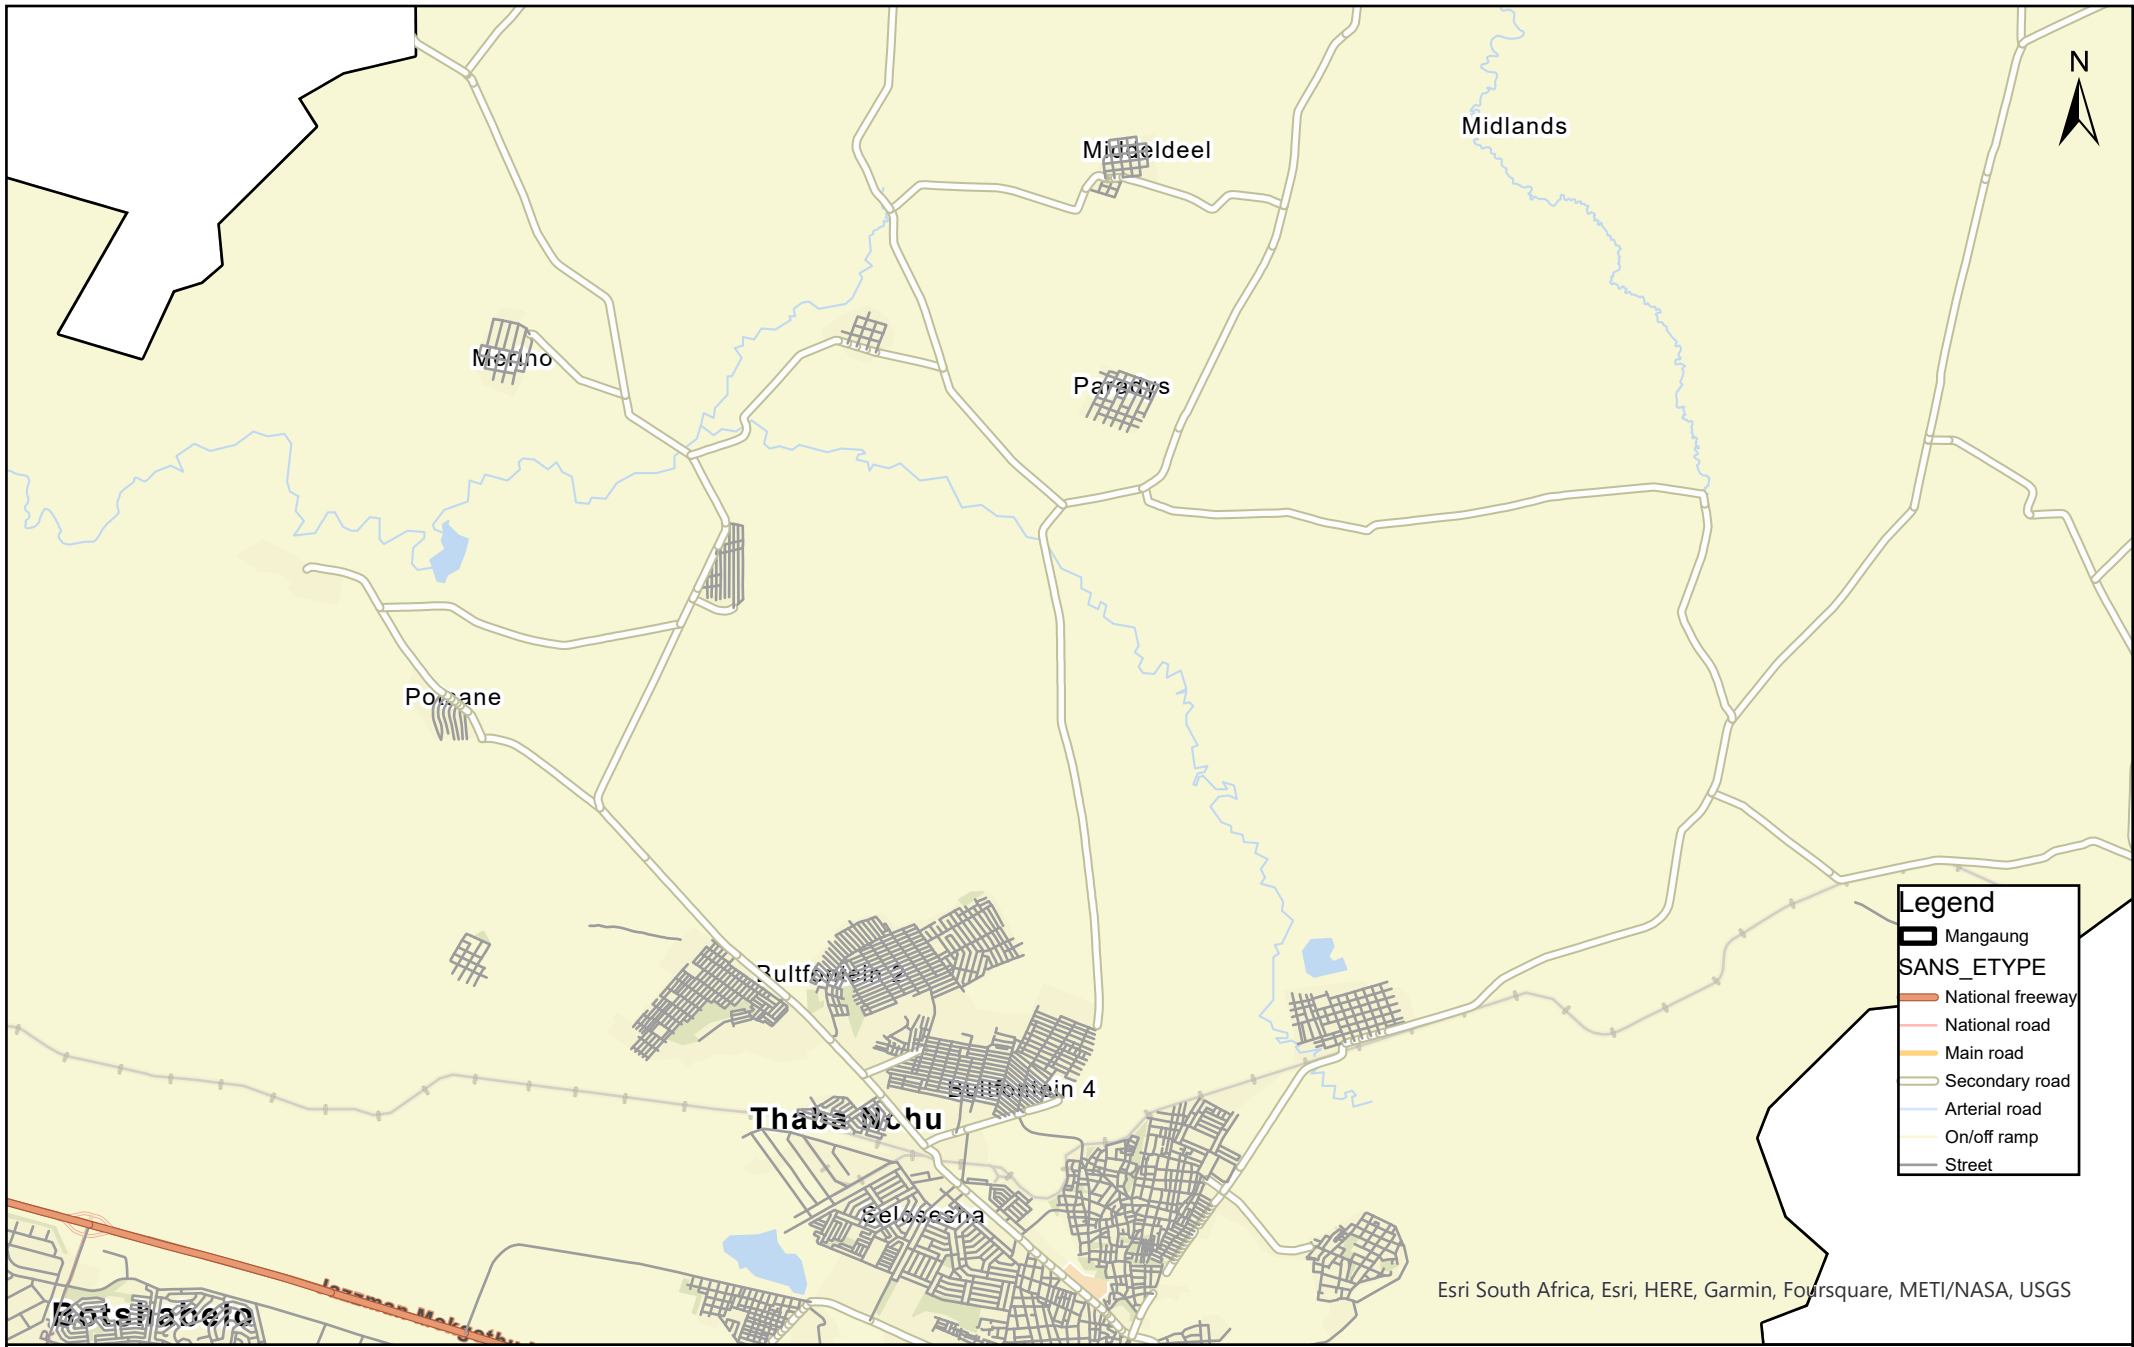 N
Midlands
Middeldeel
Merino
Paradys
Potsane
Bultfontein 2
Bultfontein 4
Thaba Nchu
Selosesha
Botshabelo
Legend
Mangaung
SANS_ETYPE
National freeway
National road
Main road
Secondary road
Arterial road
On/off ramp
Street
Esri South Africa, Esri, HERE, Garmin, Foursquare, METI/NASA, USGS